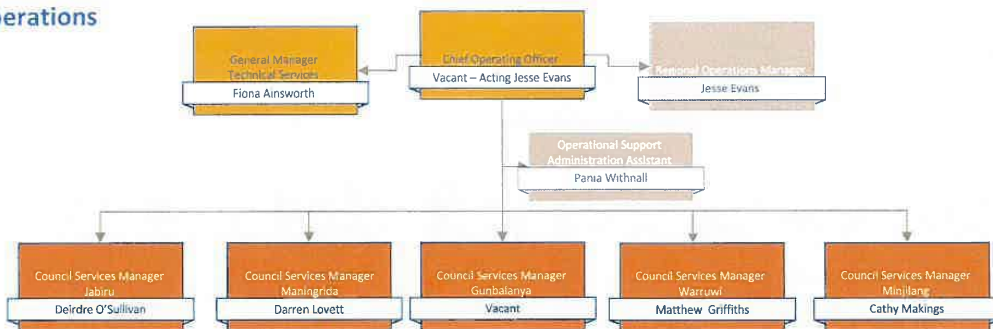 erations
General Manager
Technical Services
Fiona Ainsworth
Chief Operating Officer
Vacant – Acting Jesse Evans
Regional Operations Manager
Jesse Evans
Operational Support
Administration Assistant
Pania Withnall
Council Services Manager
Jabiru
Deirdre O'Sullivan
Council Services Manager
Maningrida
Darren Lovett
Council Services Manager
Gunbalanya
Vacant
Council Services Manager
Warruwi
Matthew Griffiths
Council Services Manager
Minjilang
Cathy Makings